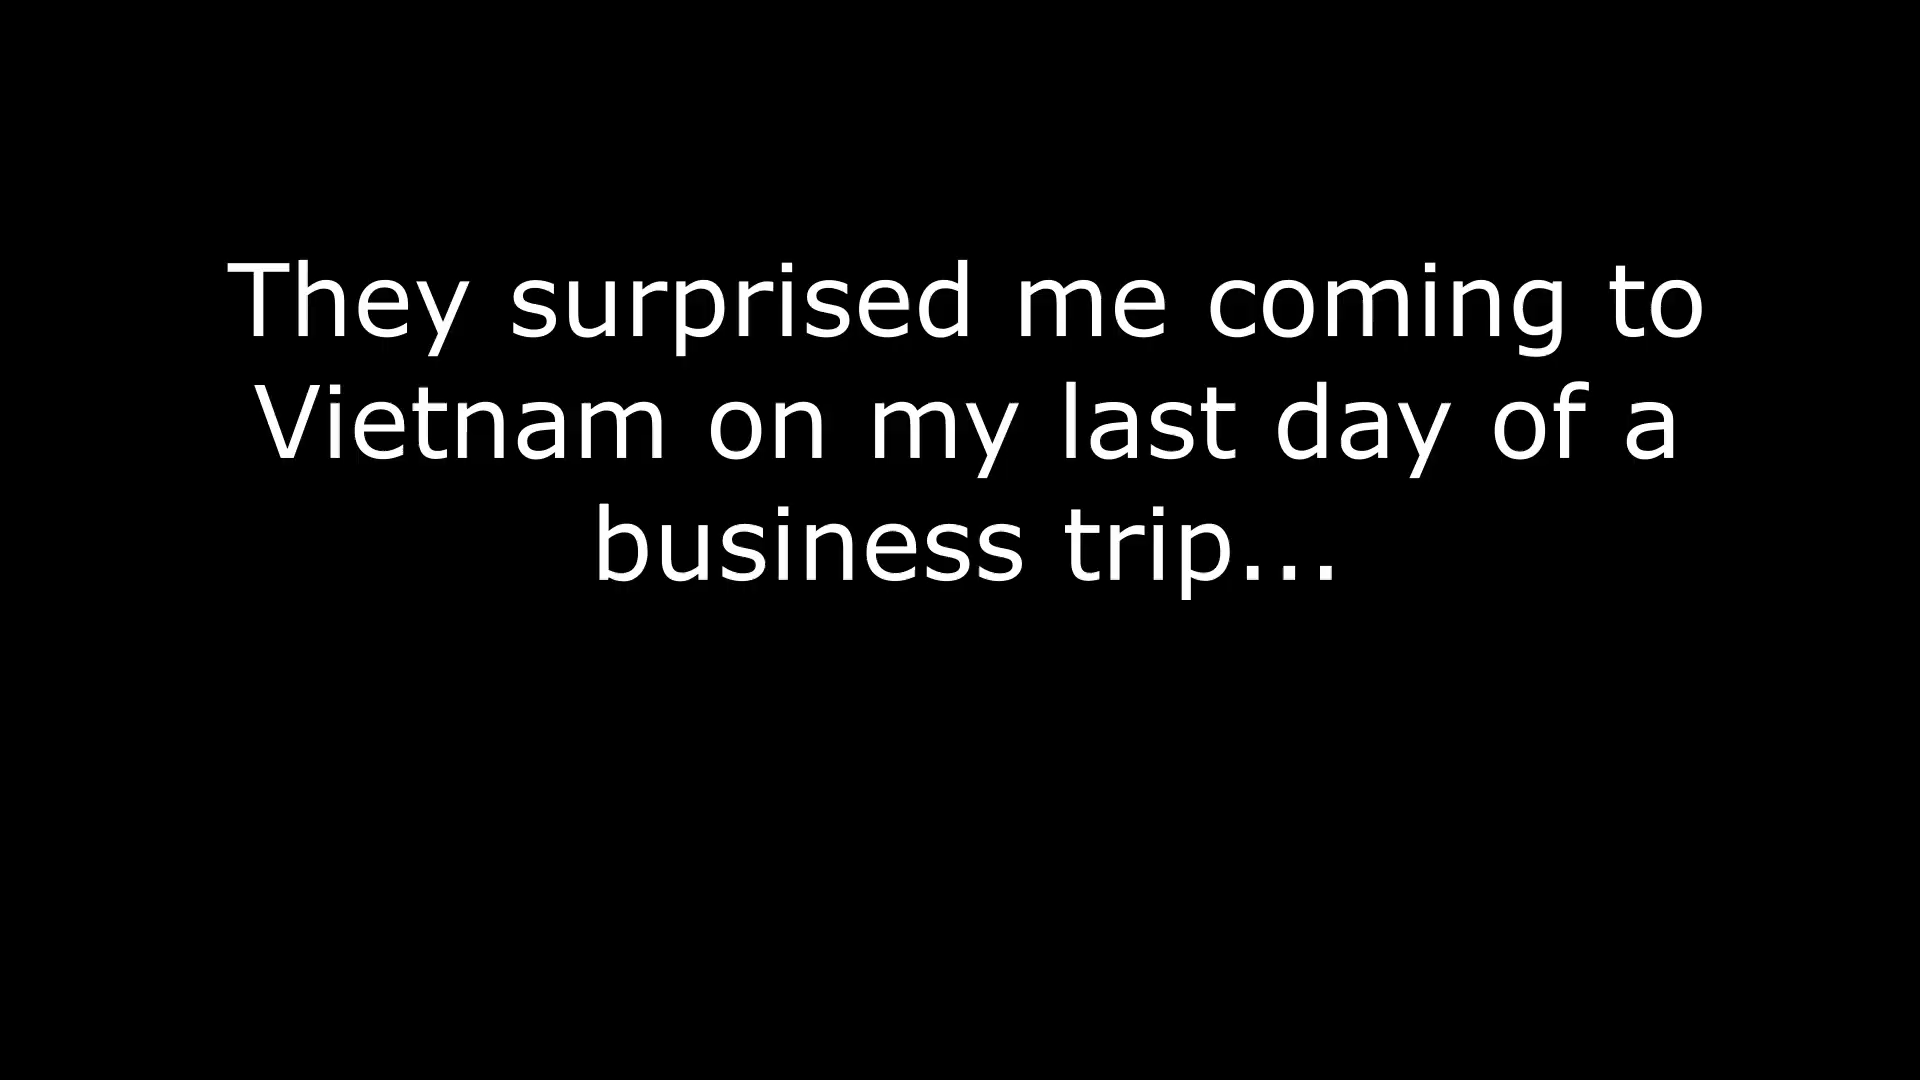 They surprised me coming to
Vietnam on my last day of a
business trip...